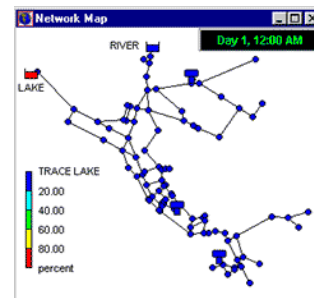 Network Map
Day 1, 12:00 AM
RIVER
LAKE
TRACE LAKE
20.00
40.00
60.00
80.00
percent